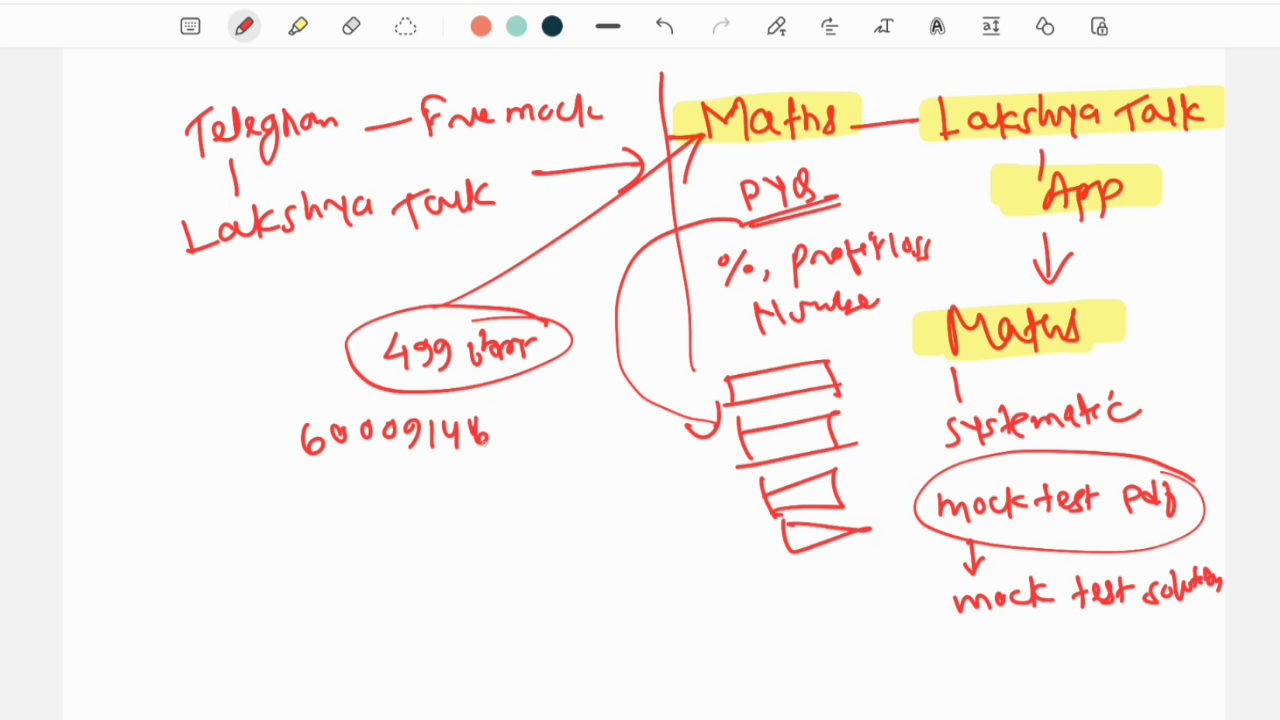 Telegram — Free mock
Lakshya Talk
499
60009146
Maths — Lakshya Talk
App
PYQ
%, profit loss
Number
Maths
systematic
mock test pdf
mock test solution